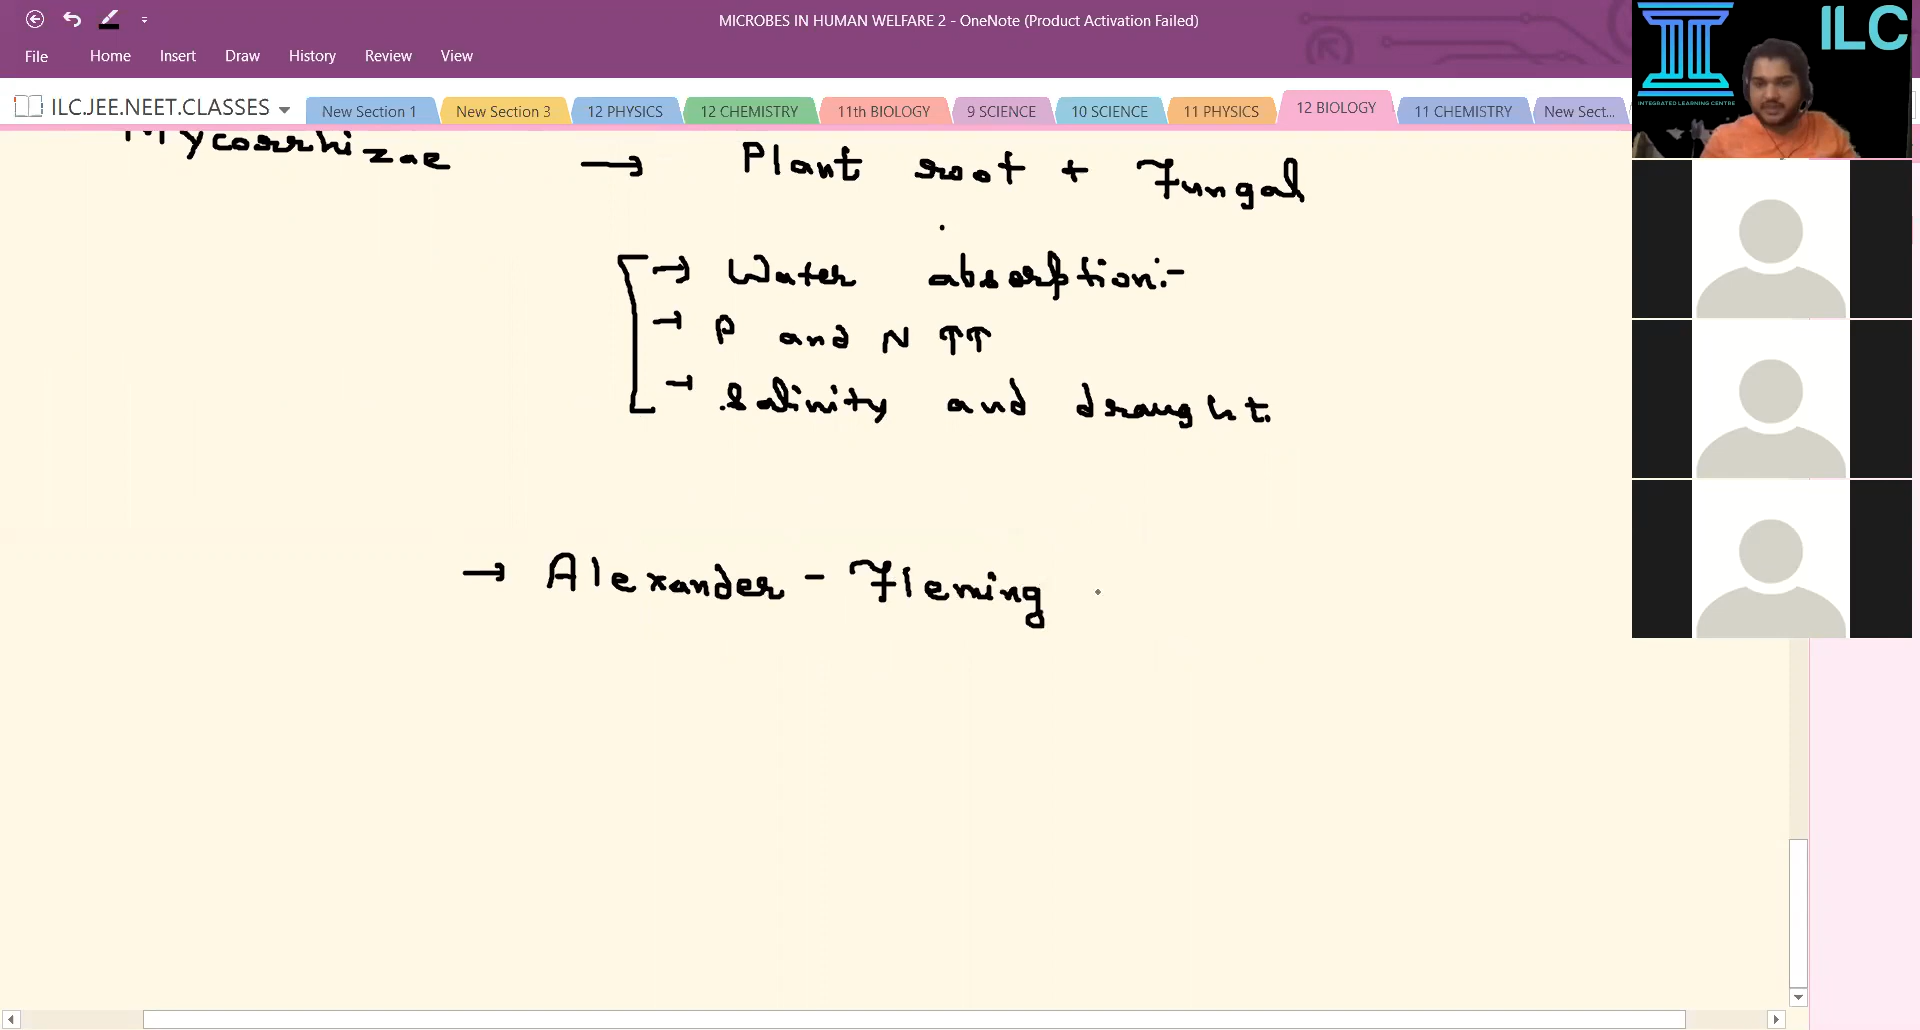 MICROBES IN HUMAN WELFARE 2 - OneNote (Product Activation Failed)
File Home Insert Draw History Review View
ILC
INTEGRATED LEARNING CENTRE
ILC.JEE.NEET.CLASSES New Section 1 New Section 3 12 PHYSICS 12 CHEMISTRY 11th BIOLOGY 9 SCIENCE 10 SCIENCE 11 PHYSICS 12 BIOLOGY 11 CHEMISTRY New Sect...
Mycorrhizae → Plant root + Fungal
→ Water absorption:-
→ P and N ↑↑
→ Salinity and draught.
→ Alexander - Fleming